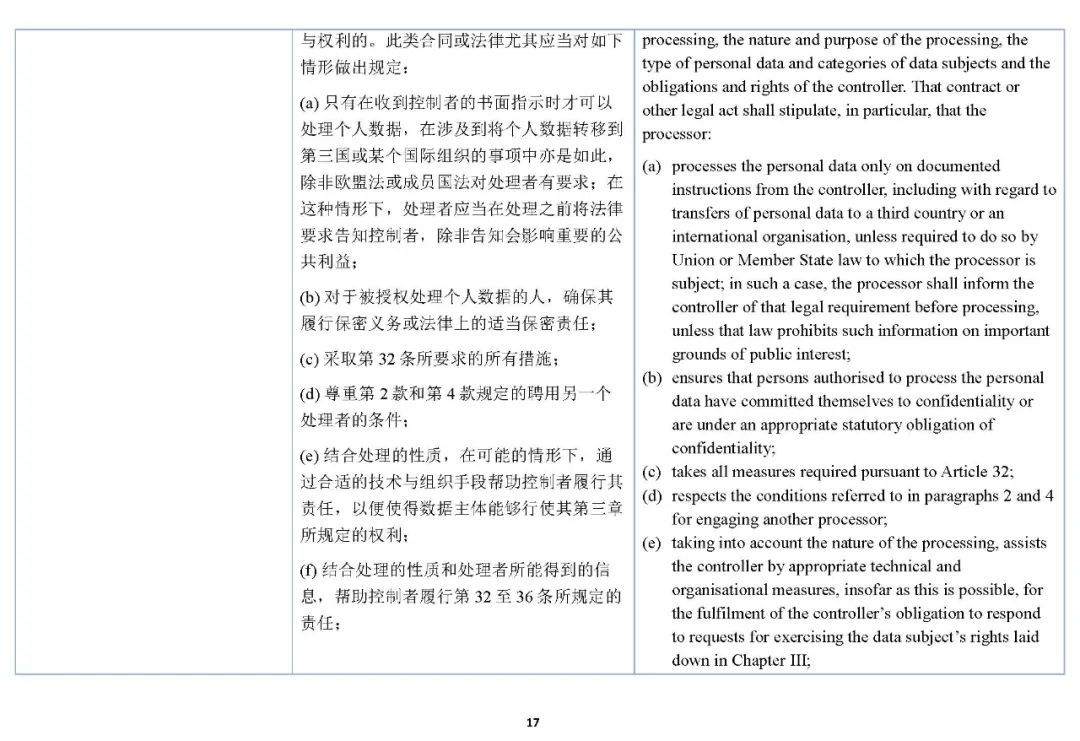 与权利的。此类合同或法律尤其应当对如下
情形做出规定：
(a) 只有在收到控制者的书面指示时才可以
处理个人数据，在涉及到将个人数据转移到
第三国或某个国际组织的事项中亦是如此，
除非欧盟法或成员国法对处理者有要求；在
这种情形下，处理者应当在处理之前将法律
要求告知控制者，除非告知会影响重要的公
共利益；
(b) 对于被授权处理个人数据的人，确保其
履行保密义务或法律上的适当保密责任；
(c) 采取第 32 条所要求的所有措施；
(d) 尊重第 2 款和第 4 款规定的聘用另一个
处理者的条件；
(e) 结合处理的性质，在可能的情形下，通
过合适的技术与组织手段帮助控制者履行其
责任，以便使得数据主体能够行使其第三章
所规定的权利；
(f) 结合处理的性质和处理者所能得到的信
息，帮助控制者履行第 32 至 36 条所规定的
责任；
processing, the nature and purpose of the processing, the
type of personal data and categories of data subjects and the
obligations and rights of the controller. That contract or
other legal act shall stipulate, in particular, that the
processor:
(a) processes the personal data only on documented
instructions from the controller, including with regard to
transfers of personal data to a third country or an
international organisation, unless required to do so by
Union or Member State law to which the processor is
subject; in such a case, the processor shall inform the
controller of that legal requirement before processing,
unless that law prohibits such information on important
grounds of public interest;
(b) ensures that persons authorised to process the personal
data have committed themselves to confidentiality or
are under an appropriate statutory obligation of
confidentiality;
(c) takes all measures required pursuant to Article 32;
(d) respects the conditions referred to in paragraphs 2 and 4
for engaging another processor;
(e) taking into account the nature of the processing, assists
the controller by appropriate technical and
organisational measures, insofar as this is possible, for
the fulfilment of the controller’s obligation to respond
to requests for exercising the data subject’s rights laid
down in Chapter III;
17